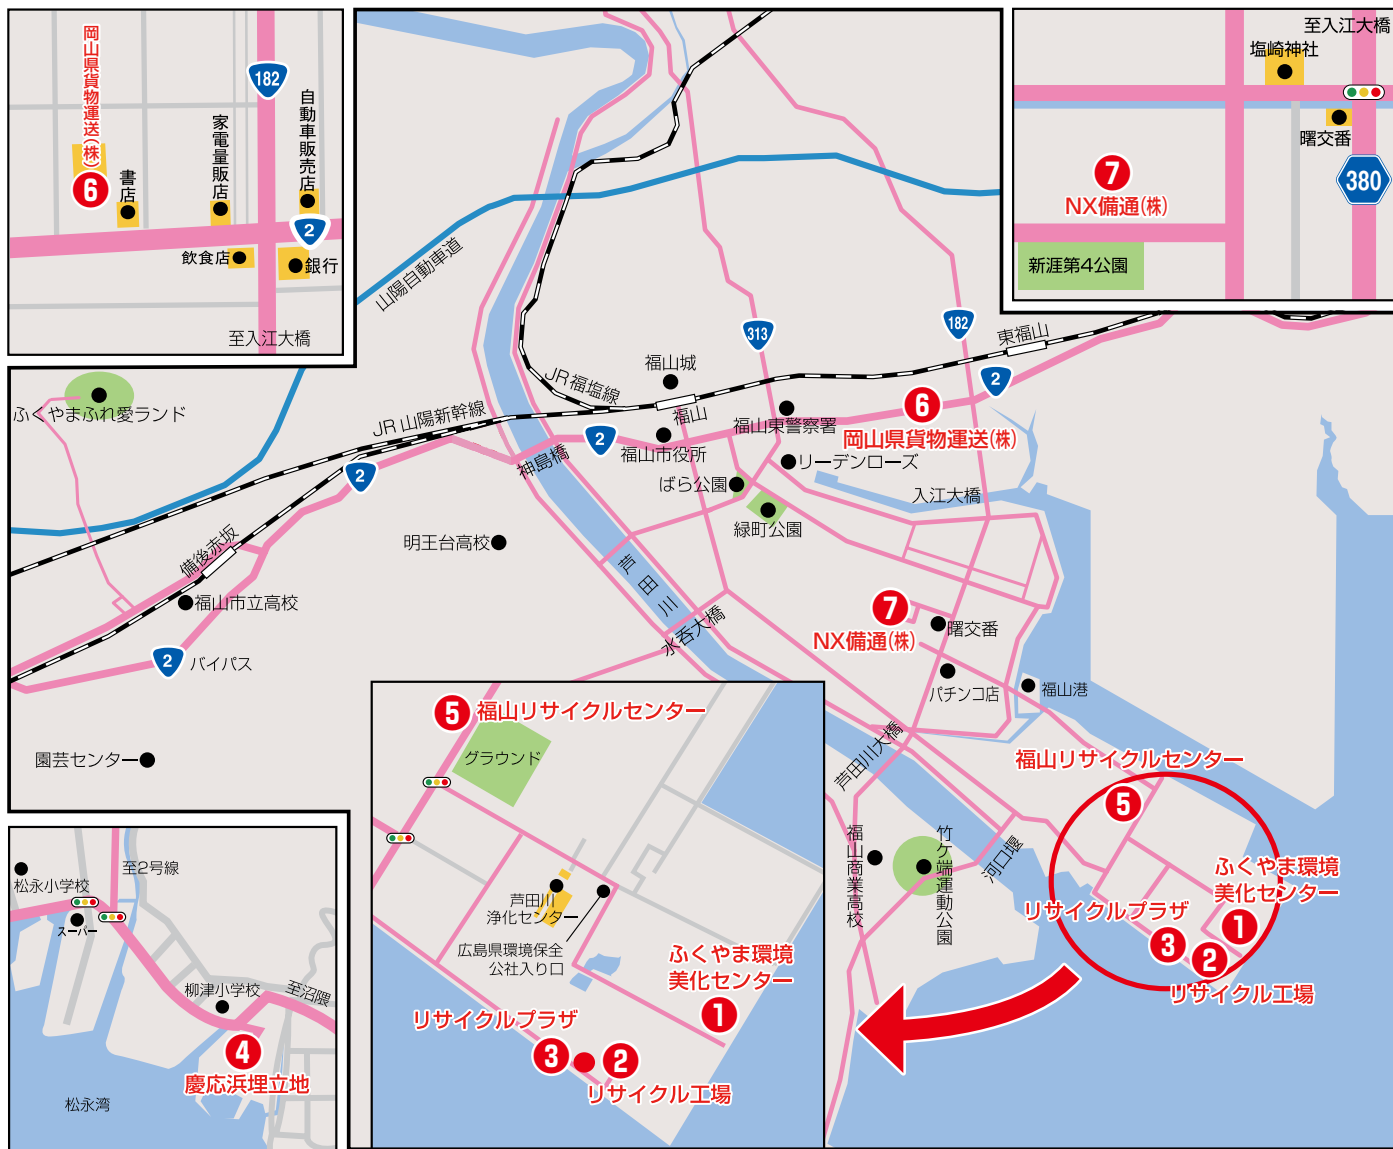 岡山県貨物運送(株)
6
182
自動車販売店
家電量販店
書店
2
飲食店
銀行
至入江大橋
至入江大橋
塩崎神社
曙交番
380
7
NX備通(株)
新涯第4公園
山陽自動車道
313
182
東福山
2
福山城
JR福塩線
福山
6
岡山県貨物運送(株)
福山東警察署
JR山陽新幹線
2
神島橋
福山市役所
リーデンローズ
ばら公園
入江大橋
緑町公園
ふくやまふれ愛ランド
2
備後赤坂
明王台高校
福山市立高校
芦田川
2
バイパス
水呑大橋
7
NX備通(株)
曙交番
パチンコ店
福山港
園芸センター
芦田川大橋
福山リサイクルセンター
5
福山商業高校
竹ケ端運動公園
河口堰
ふくやま環境
美化センター
リサイクルプラザ
1
3
2
リサイクル工場
5
福山リサイクルセンター
グラウンド
芦田川
浄化センター
広島県環境保全
公社入り口
ふくやま環境
美化センター
1
リサイクルプラザ
3
2
リサイクル工場
至2号線
松永小学校
スーパー
柳津小学校
至沼隈
4
慶応浜埋立地
松永湾